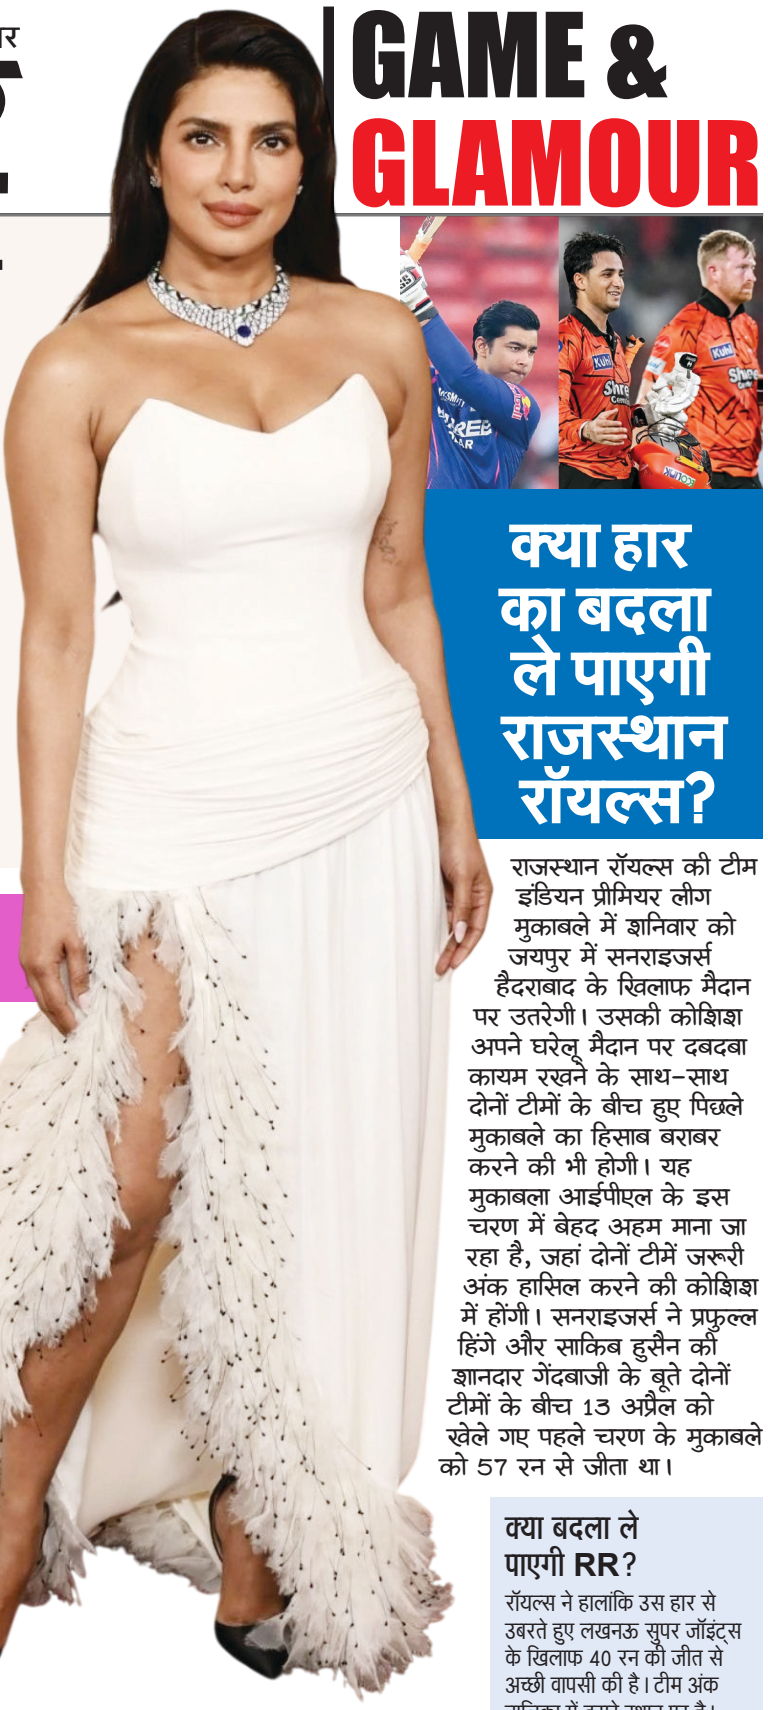 GAME &
GLAMOUR
क्या हार
का बदला
ले पाएगी
राजस्थान
रॉयल्स?
राजस्थान रॉयल्स की टीम
इंडियन प्रीमियर लीग
मुकाबले में शनिवार को
जयपुर में सनराइजर्स
हैदराबाद के खिलाफ मैदान
पर उतरेगी। उसकी कोशिश
अपने घरेलू मैदान पर दबदबा
कायम रखने के साथ-साथ
दोनों टीमों के बीच हुए पिछले
मुकाबले का हिसाब बराबर
करने की भी होगी। यह
मुकाबला आईपीएल के इस
चरण में बेहद अहम माना जा
रहा है, जहां दोनों टीमें जरूरी
अंक हासिल करने की कोशिश
में होंगी। सनराइजर्स ने प्रफुल्ल
हिंगे और साकिब हुसैन की
शानदार गेंदबाजी के बूते दोनों
टीमों के बीच 13 अप्रैल को
खेले गए पहले चरण के मुकाबले
को 57 रन से जीता था।
क्या बदला ले
पाएगी RR?
रॉयल्स ने हालांकि उस हार से
उबरते हुए लखनऊ सुपर जॉइंट्स
के खिलाफ 40 रन की जीत से
अच्छी वापसी की है। टीम अंक